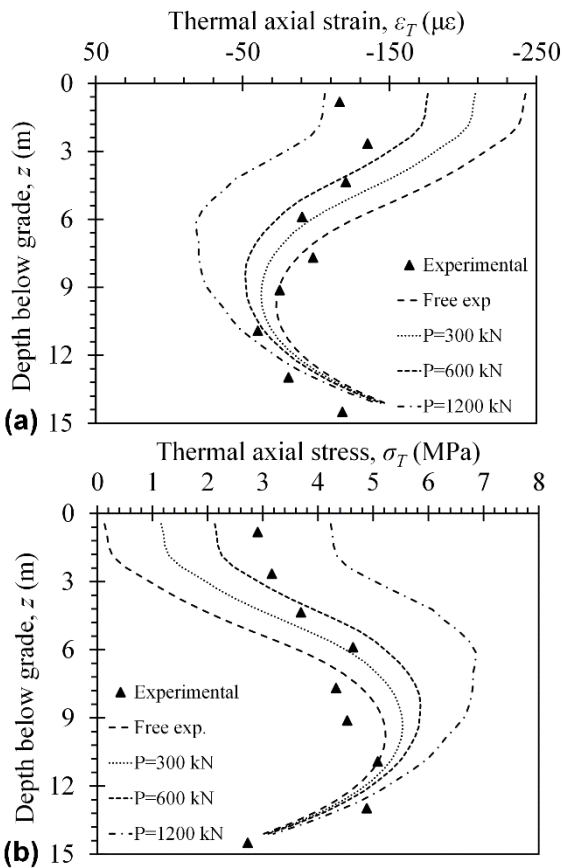 Thermal axial strain, ε_T (με)
50 -50 -150 -250
0
3
6
9
12
15
Depth below grade, z (m)
Experimental
Free exp
P=300 kN
P=600 kN
P=1200 kN
(a)
Thermal axial stress, σ_T (MPa)
0 1 2 3 4 5 6 7 8
0
3
6
9
12
15
Depth below grade, z (m)
Experimental
Free exp.
P=300 kN
P=600 kN
P=1200 kN
(b)